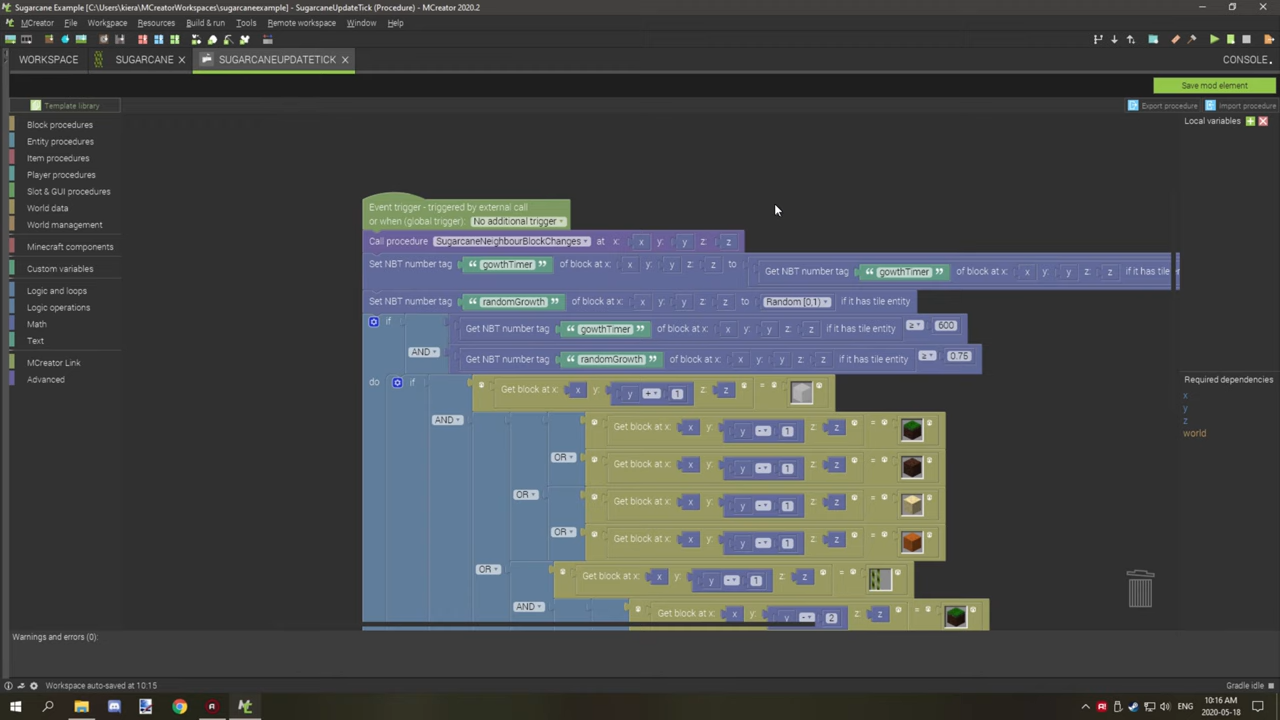 Sugarcane Example [C:\Users\kiera\MCreatorWorkspaces\sugarcaneexample] - SugarcaneUpdateTick (Procedure) - MCreator 2020.2
MCreator File Workspace Resources Build & run Tools Remote workspace Window Help
WORKSPACE SUGARCANE SUGARCANEUPDATETICK CONSOLE
Save mod element
Template library Export procedure Import procedure
Block procedures Local variables
Entity procedures
Item procedures
Player procedures
Slot & GUI procedures
World data
World management
Minecraft components
Custom variables
Logic and loops
Logic operations
Math
Text
MCreator Link
Advanced
Event trigger - triggered by external call
or when (global trigger): No additional trigger
Call procedure SugarcaneNeighbourBlockChanges at x: x y: y z: z
Set NBT number tag “ gowthTimer ” of block at x: x y: y z: z to Get NBT number tag “ gowthTimer ” of block at x: x y: y z: z if it has tile
Set NBT number tag “ randomGrowth ” of block at x: x y: y z: z to Random [0,1) if it has tile entity
if Get NBT number tag “ gowthTimer ” of block at x: x y: y z: z if it has tile entity ≥ 600
AND Get NBT number tag “ randomGrowth ” of block at x: x y: y z: z if it has tile entity ≥ 0.75
do if Get block at x: x y: y + 1 z: z =
AND Get block at x: x y: y - 1 z: z =
OR Get block at x: x y: y - 1 z: z =
OR Get block at x: x y: y - 1 z: z =
OR Get block at x: x y: y - 1 z: z =
OR Get block at x: x y: y - 1 z: z =
AND Get block at x: x y: y - 2 z: z =
Required dependencies
x
y
z
world
Warnings and errors (0):
Workspace auto-saved at 10:15 Gradle idle
ENG 10:16 AM
2020-05-18